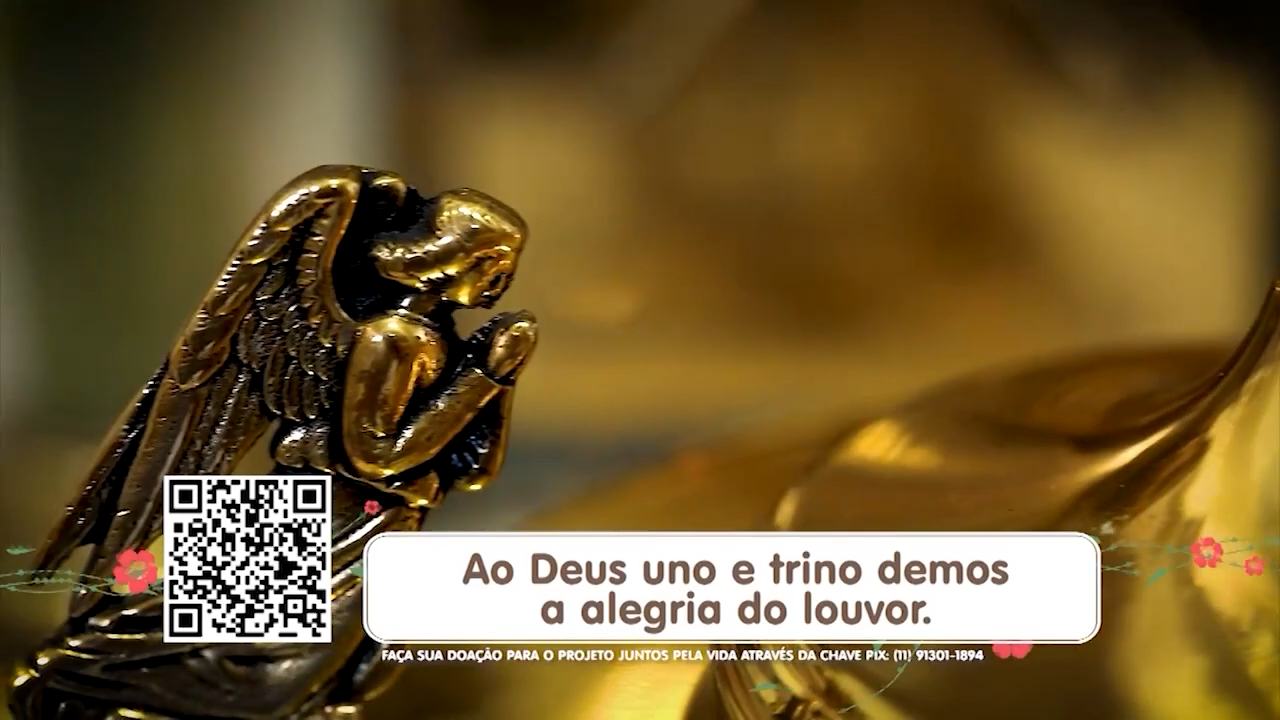 Ao Deus uno e trino demos
a alegria do louvor.
FAÇA SUA DOAÇÃO PARA O PROJETO JUNTOS PELA VIDA ATRAVÉS DA CHAVE PIX: (11) 91301-1894